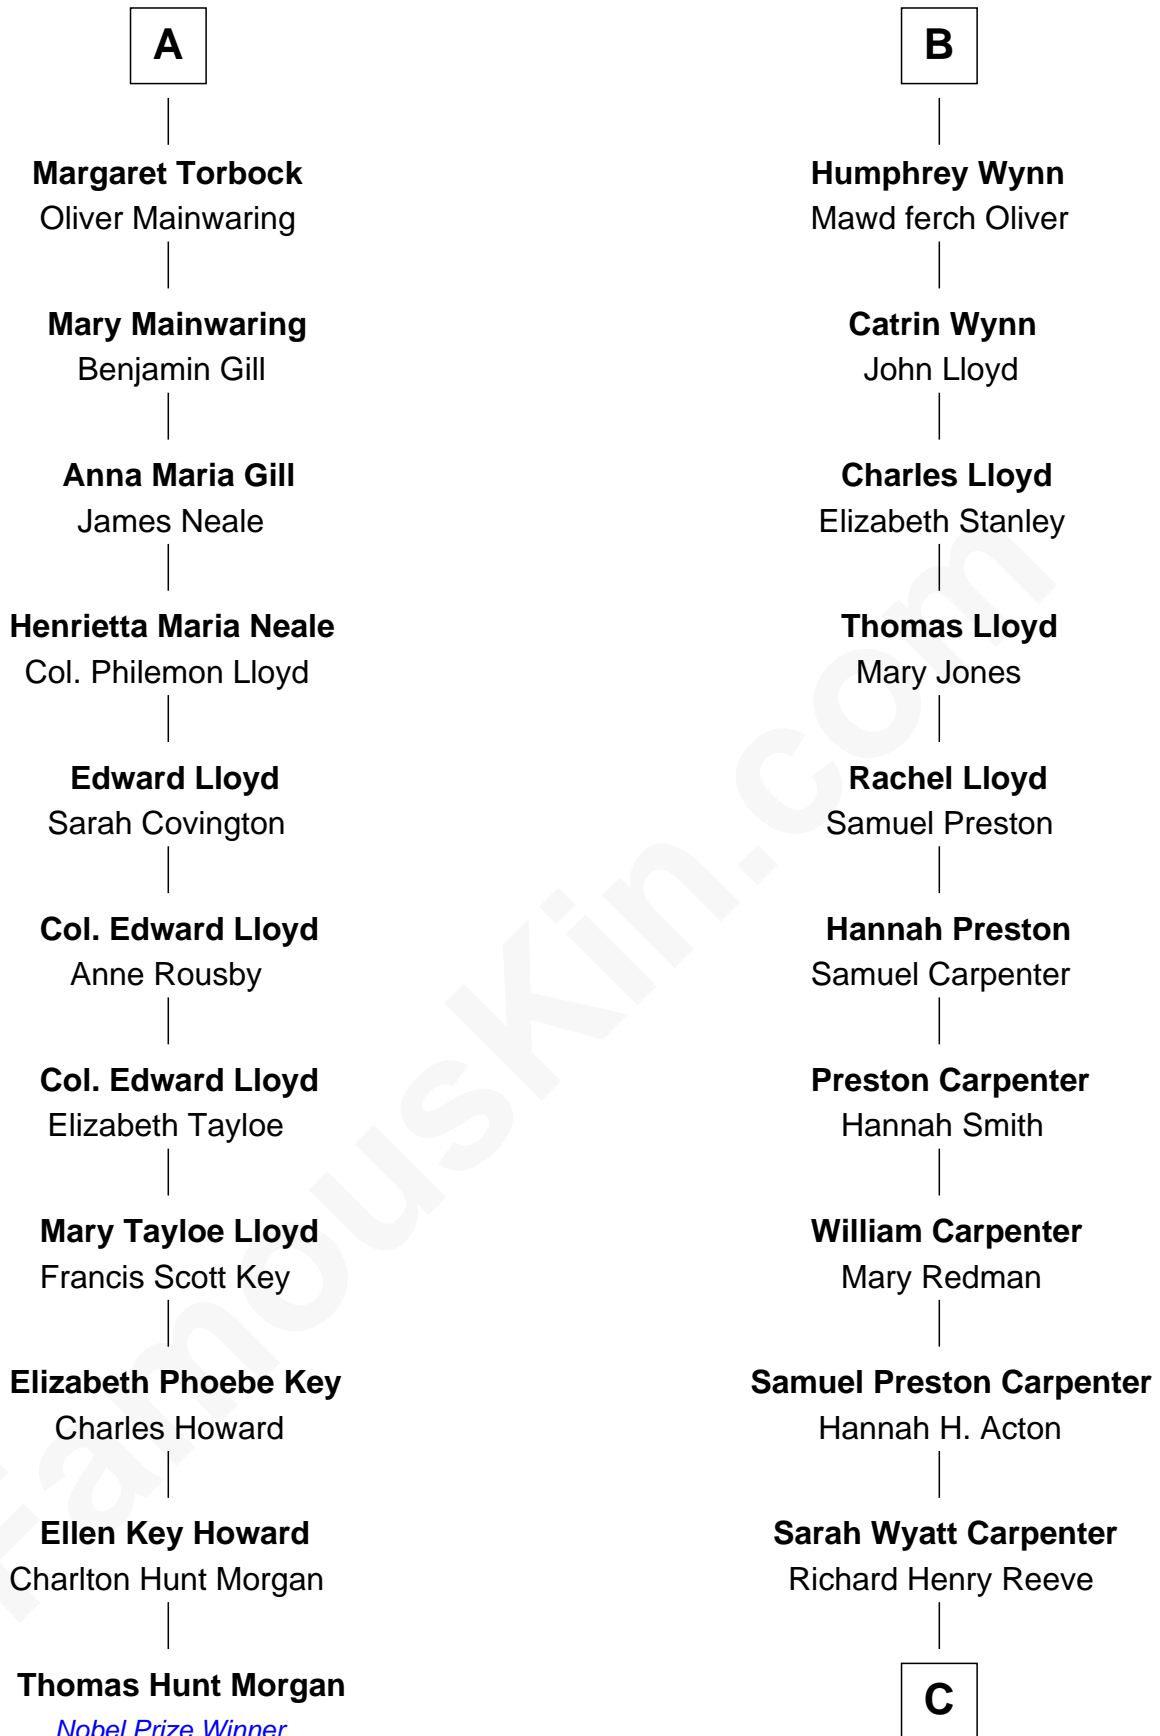 A
Margaret Torbock
Oliver Mainwaring
Mary Mainwaring
Benjamin Gill
Anna Maria Gill
James Neale
Henrietta Maria Neale
Col. Philemon Lloyd
Edward Lloyd
Sarah Covington
Col. Edward Lloyd
Anne Rousby
Col. Edward Lloyd
Elizabeth Tayloe
Mary Tayloe Lloyd
Francis Scott Key
Elizabeth Phoebe Key
Charles Howard
Ellen Key Howard
Charlton Hunt Morgan
Thomas Hunt Morgan
Nobel Prize Winner
B
Humphrey Wynn
Mawd ferch Oliver
Catrin Wynn
John Lloyd
Charles Lloyd
Elizabeth Stanley
Thomas Lloyd
Mary Jones
Rachel Lloyd
Samuel Preston
Hannah Preston
Samuel Carpenter
Preston Carpenter
Hannah Smith
William Carpenter
Mary Redman
Samuel Preston Carpenter
Hannah H. Acton
Sarah Wyatt Carpenter
Richard Henry Reeve
C
FamousKin.com